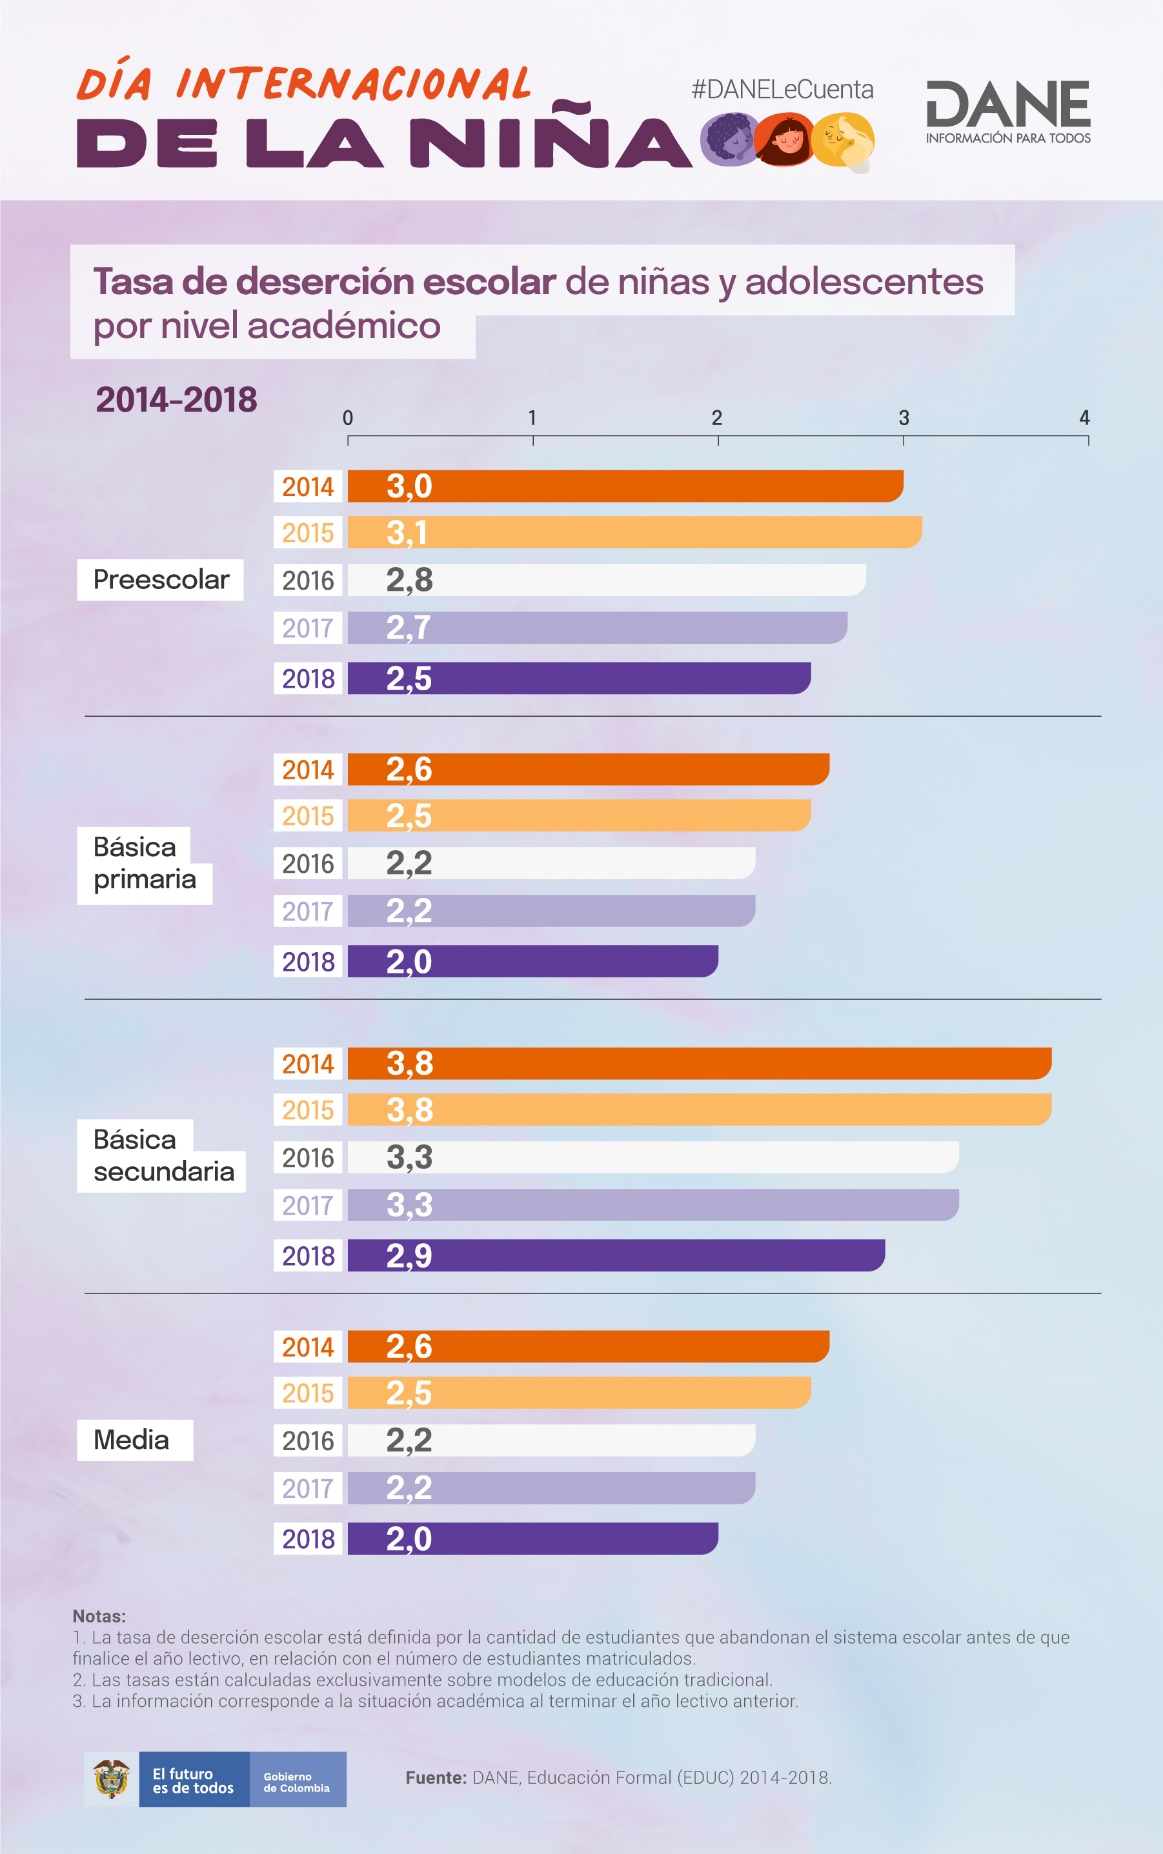 DÍA INTERNACIONAL
DE LA NIÑA
#DANELeCuenta
DANE
INFORMACIÓN PARA TODOS
Tasa de deserción escolar de niñas y adolescentes
por nivel académico
2014-2018
0 1 2 3 4
Preescolar
2014 3,0
2015 3,1
2016 2,8
2017 2,7
2018 2,5
Básica
primaria
2014 2,6
2015 2,5
2016 2,2
2017 2,2
2018 2,0
Básica
secundaria
2014 3,8
2015 3,8
2016 3,3
2017 3,3
2018 2,9
Media
2014 2,6
2015 2,5
2016 2,2
2017 2,2
2018 2,0
Notas:
1. La tasa de deserción escolar está definida por la cantidad de estudiantes que abandonan el sistema escolar antes de que
finalice el año lectivo, en relación con el número de estudiantes matriculados.
2. Las tasas están calculadas exclusivamente sobre modelos de educación tradicional.
3. La información corresponde a la situación académica al terminar el año lectivo anterior.
El futuro
es de todos
Gobierno
de Colombia
Fuente: DANE, Educación Formal (EDUC) 2014-2018.